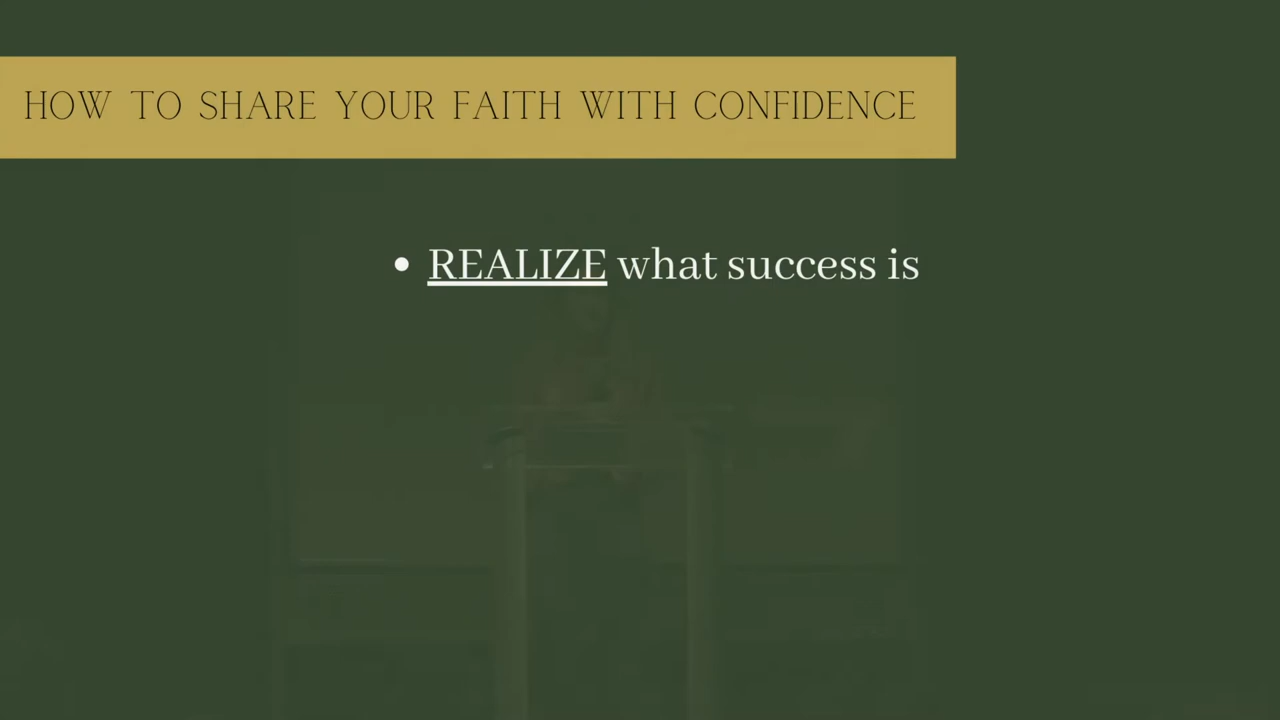 HOW TO SHARE YOUR FAITH WITH CONFIDENCE
• REALIZE what success is